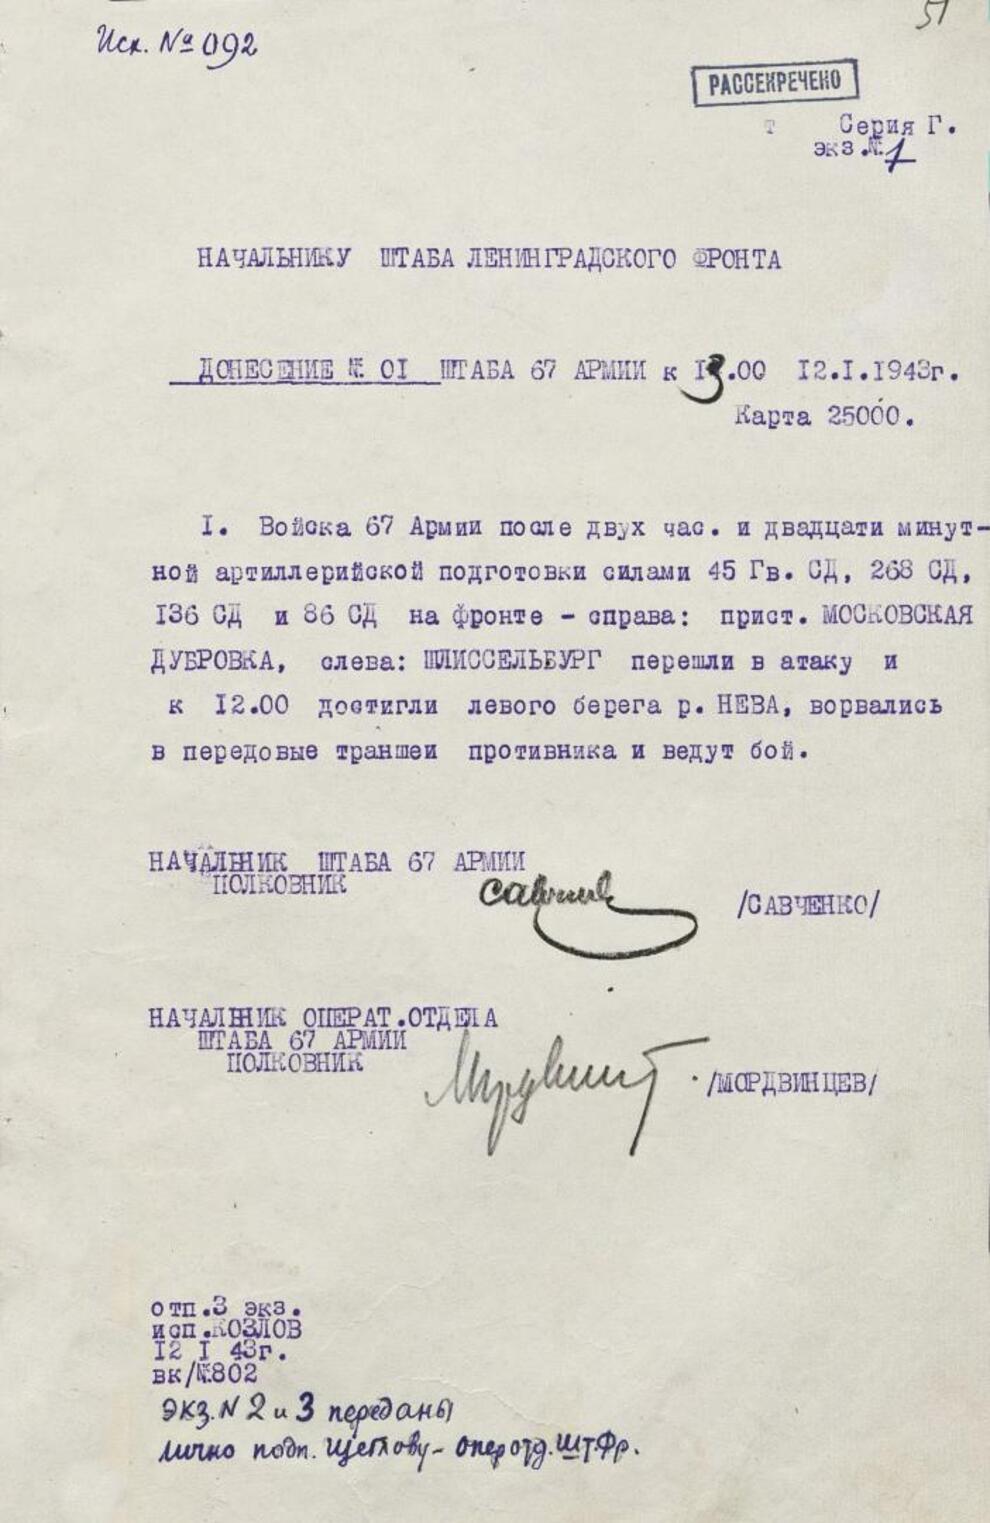 51
Исх. № 092
РАССЕКРЕЧЕНО
т Серия Г.
экз.№ 1
НАЧАЛЬНИКУ ШТАБА ЛЕНИНГРАДСКОГО ФРОНТА
ДОНЕСЕНИЕ № 01 ШТАБА 67 АРМИИ к 13.00 12.I.1943г.
Карта 25000.
I. Войска 67 Армии после двух час. и двадцати минут-
ной артиллерийской подготовки силами 45 Гв. СД, 268 СД,
136 СД и 86 СД на фронте - справа: прист. МОСКОВСКАЯ
ДУБРОВКА, слева: ШЛИССЕЛЬБУРГ перешли в атаку и
к 12.00 достигли левого берега р. НЕВА, ворвались
в передовые траншеи противника и ведут бой.
НАЧАЛЬНИК ШТАБА 67 АРМИИ
ПОЛКОВНИК
/САВЧЕНКО/
НАЧАЛЬНИК ОПЕРАТ.ОТДЕЛА
ШТАБА 67 АРМИИ
ПОЛКОВНИК
/МОРДВИНЦЕВ/
отп.3 экз.
исп.КОЗЛОВ
12 I 43г.
вк/№802
экз. N 2 и 3 переданы
лично подп. Щеглову - опер отд. Шт.Фр.